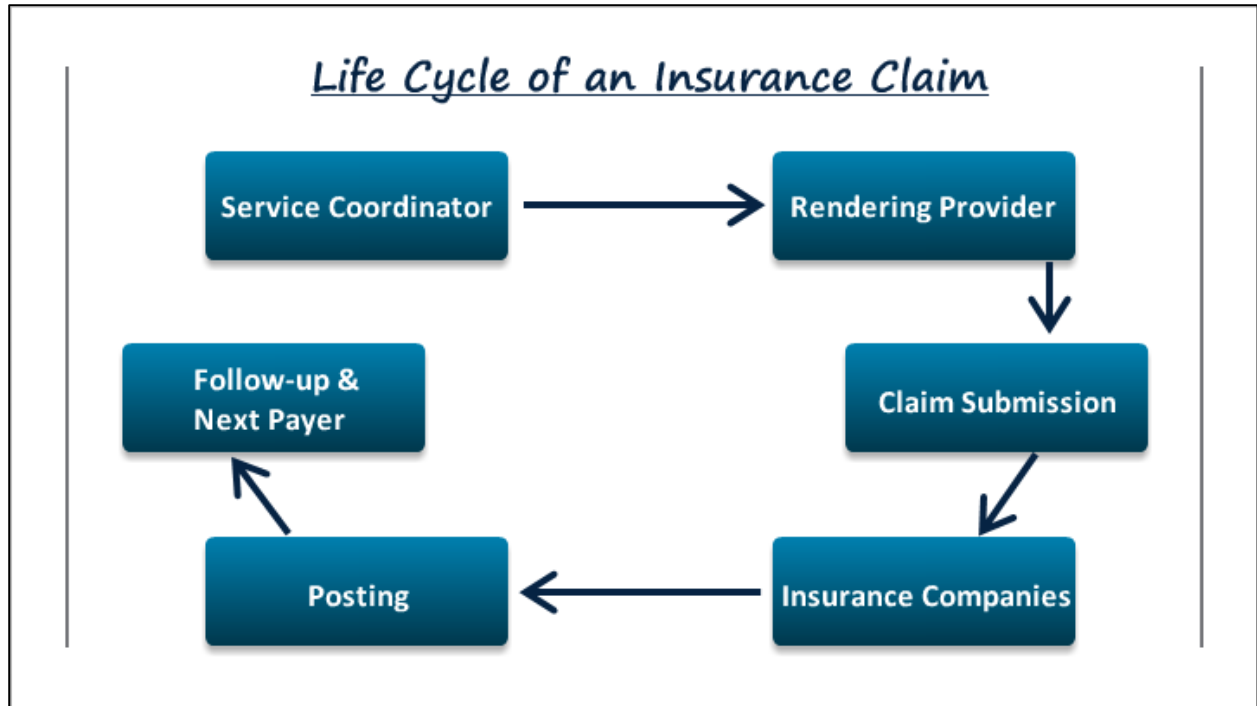 Life Cycle of an Insurance Claim
Service Coordinator
Rendering Provider
Claim Submission
Insurance Companies
Posting
Follow-up &
Next Payer